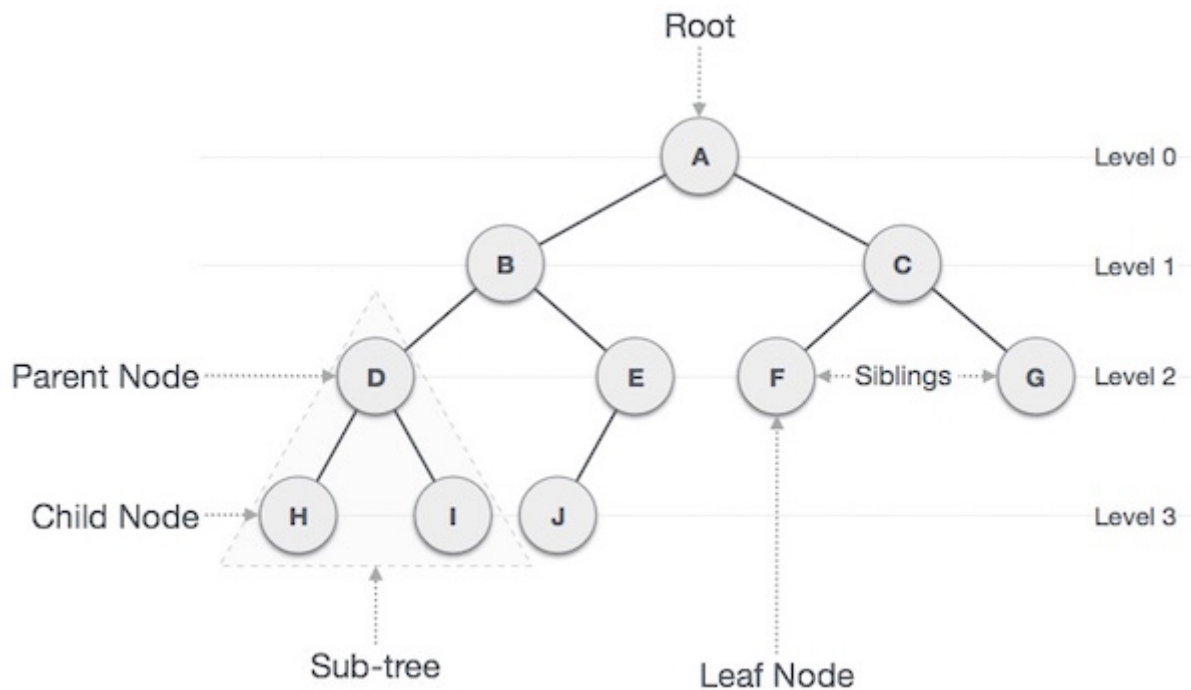 Root
A
Level 0
B
C
Level 1
Parent Node
D
E
F
Siblings
G
Level 2
Child Node
H
I
J
Level 3
Sub-tree
Leaf Node